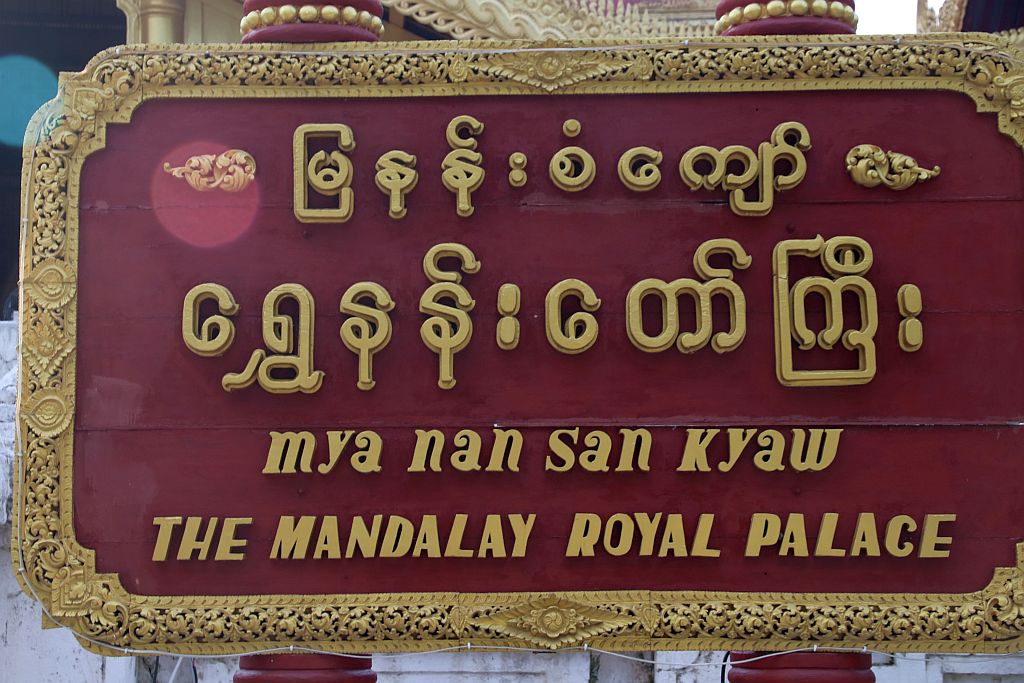 မြနန်းစံကျော်
ရွှေနန်းတော်ကြီး
mya nan san kyaw
THE MANDALAY ROYAL PALACE